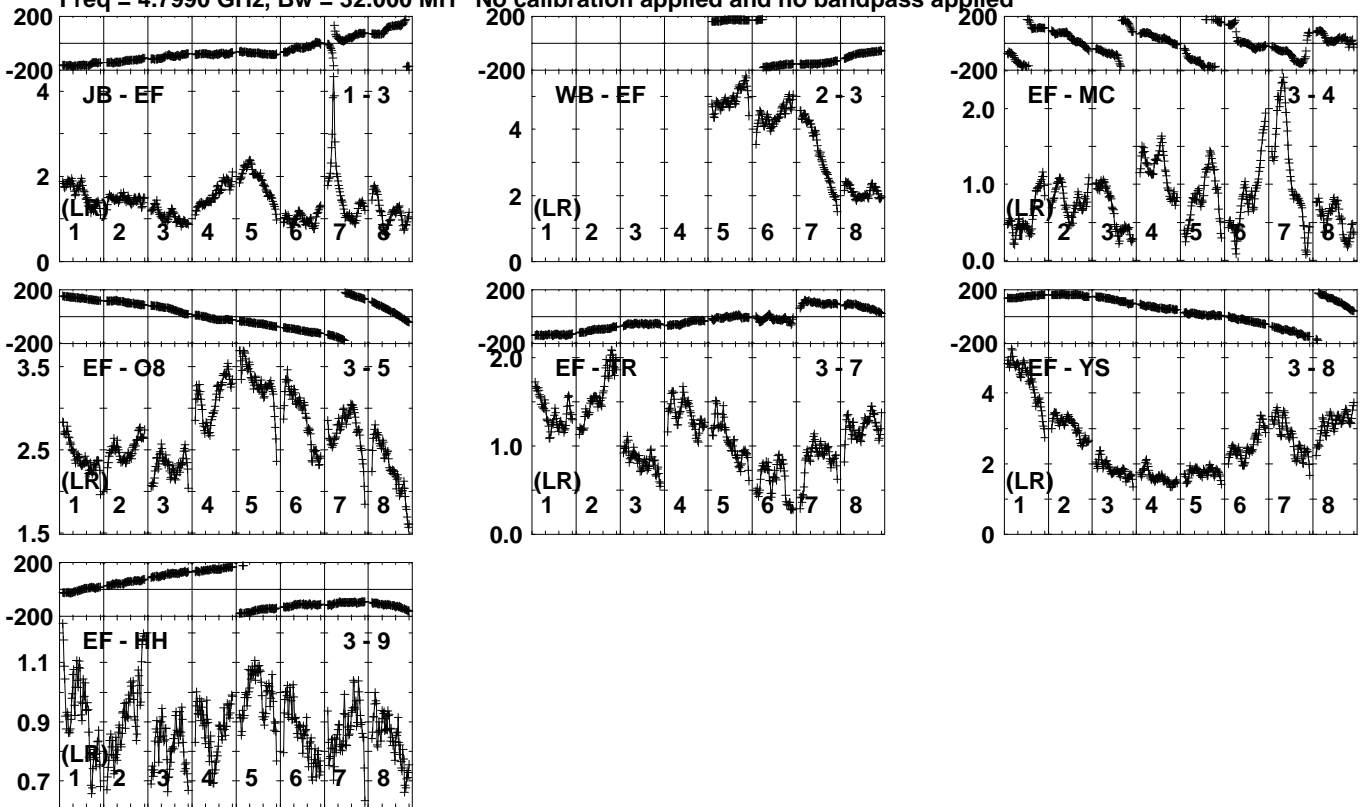 Freq = 4.7990 GHz, Bw = 32.000 MH No calibration applied and no bandpass applied
200
-200
JB - EF 1 - 3
4
2
0
(LR)
1 2 3 4 5 6 7 8
200
-200
WB - EF 2 - 3
4
2
0
(LR)
1 2 3 4 5 6 7 8
200
-200
EF - MC 3 - 4
2.0
1.0
0.0
(LR)
1 2 3 4 5 6 7 8
200
-200
EF - O8 3 - 5
3.5
2.5
1.5
(LR)
1 2 3 4 5 6 7 8
200
-200
EF - TR 3 - 7
2.0
1.0
0.0
(LR)
1 2 3 4 5 6 7 8
200
-200
EF - YS 3 - 8
4
2
0
(LR)
1 2 3 4 5 6 7 8
200
-200
EF - HH 3 - 9
1.1
0.9
0.7
(LR)
1 2 3 4 5 6 7 8